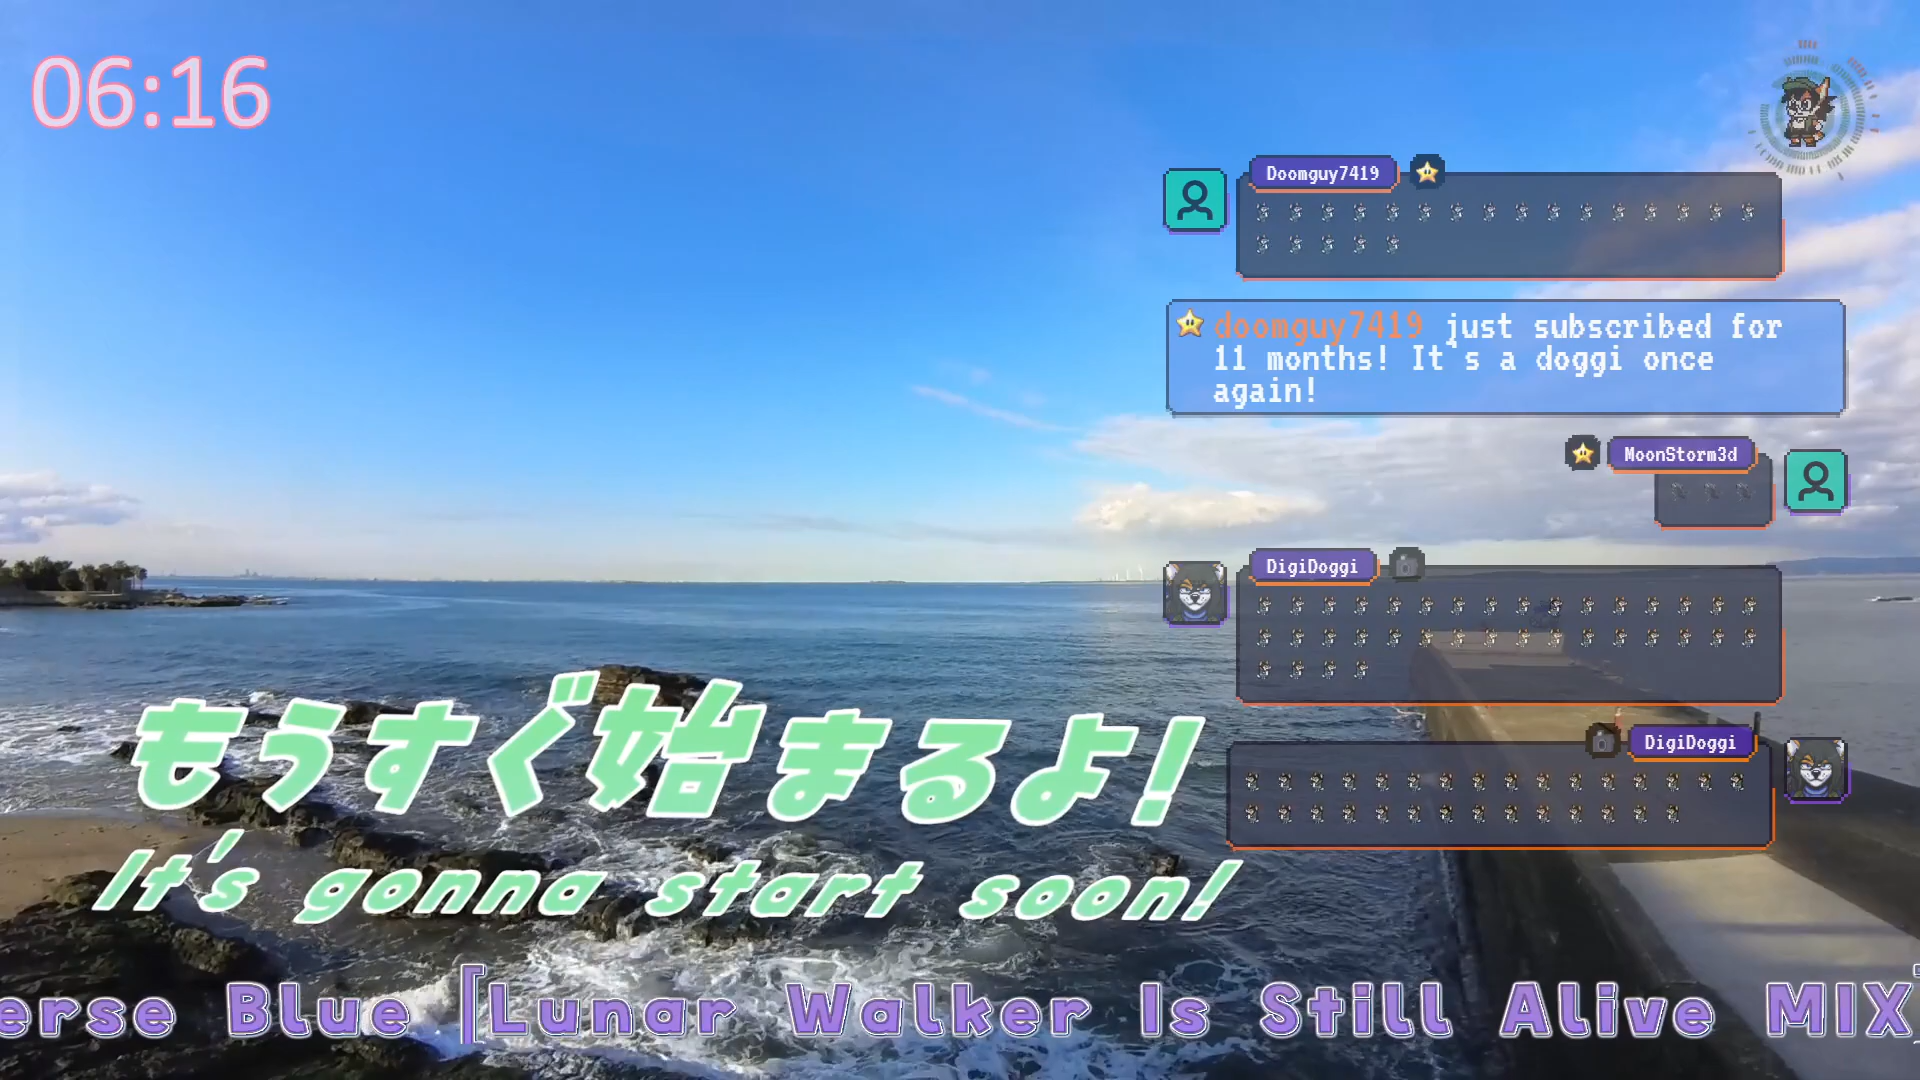 06:16
Doomguy7419
doomguy7419 just subscribed for
11 months! It's a doggi once
again!
MoonStorm3d
DigiDoggi
DigiDoggi
もうすぐ始まるよ!
It's gonna start soon!
erse Blue [Lunar Walker Is Still Alive MIX